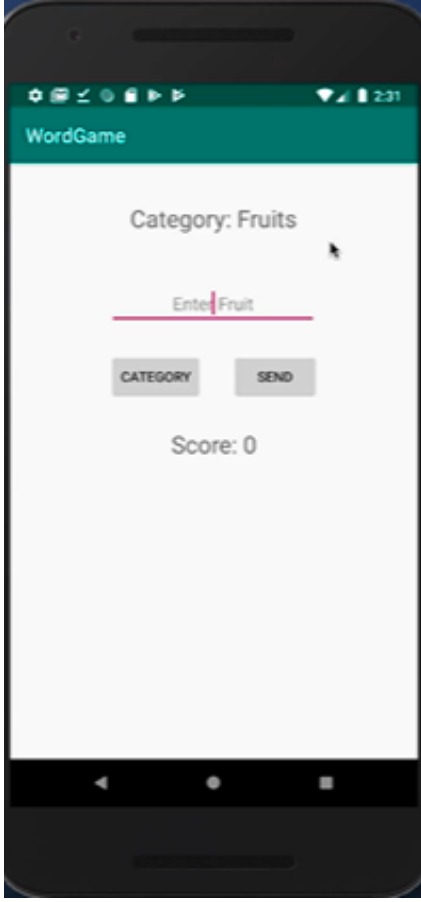 2:31
WordGame
Category: Fruits
Enter Fruit
CATEGORY SEND
Score: 0